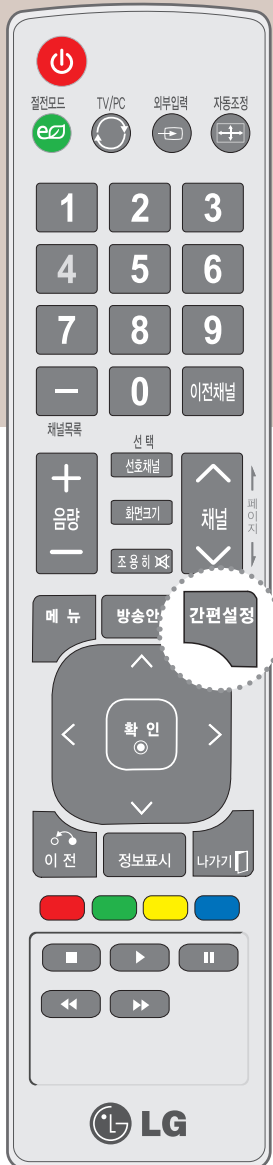 절전모드 TV/PC 외부입력 자동조정
1 2 3
4 5 6
7 8 9
0 이전채널
채널목록
선 택
선호채널
음량 화면크기 채널 페이지
조용히
메 뉴 방송안 간편설정
확 인
이 전 정보표시 나가기
LG